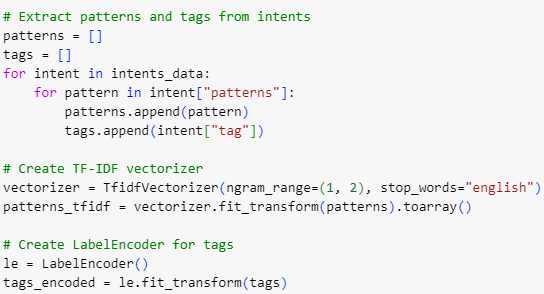 # Extract patterns and tags from intents
patterns = []
tags = []
for intent in intents_data:
    for pattern in intent["patterns"]:
        patterns.append(pattern)
        tags.append(intent["tag"])

# Create TF-IDF vectorizer
vectorizer = TfidfVectorizer(ngram_range=(1, 2), stop_words="english")
patterns_tfidf = vectorizer.fit_transform(patterns).toarray()

# Create LabelEncoder for tags
le = LabelEncoder()
tags_encoded = le.fit_transform(tags)